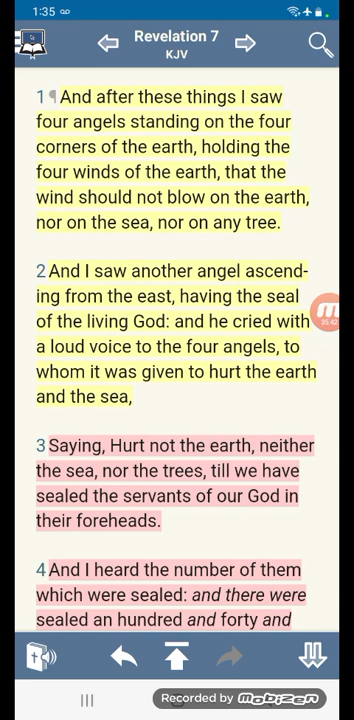 1:35
Revelation 7
KJV
1 ¶ And after these things I saw
four angels standing on the four
corners of the earth, holding the
four winds of the earth, that the
wind should not blow on the earth,
nor on the sea, nor on any tree.
2 And I saw another angel ascend-
ing from the east, having the seal
of the living God: and he cried with
a loud voice to the four angels, to
whom it was given to hurt the earth
and the sea,
35:42
3 Saying, Hurt not the earth, neither
the sea, nor the trees, till we have
sealed the servants of our God in
their foreheads.
4 And I heard the number of them
which were sealed: and there were
sealed an hundred and forty and
Recorded by MOBIZEN